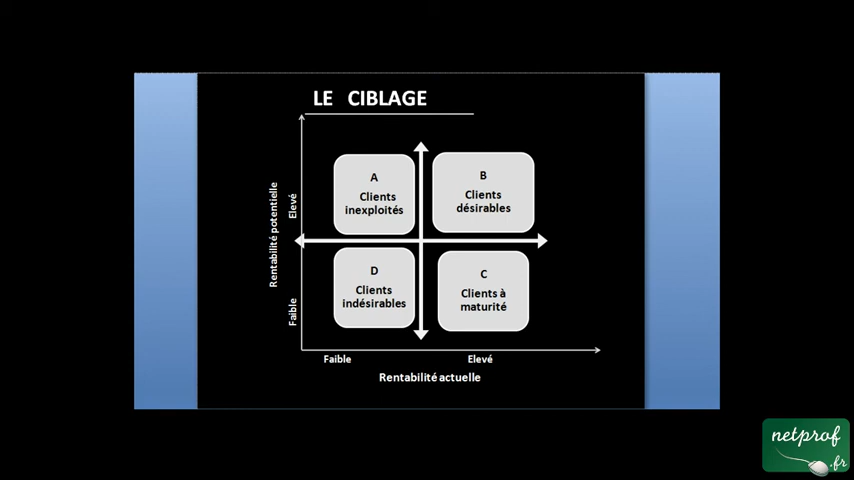 LE CIBLAGE
Rentabilité potentielle
Elevé
Faible
A
Clients
inexploités
B
Clients
désirables
D
Clients
indésirables
C
Clients à
maturité
Faible
Elevé
Rentabilité actuelle
netprof
.fr